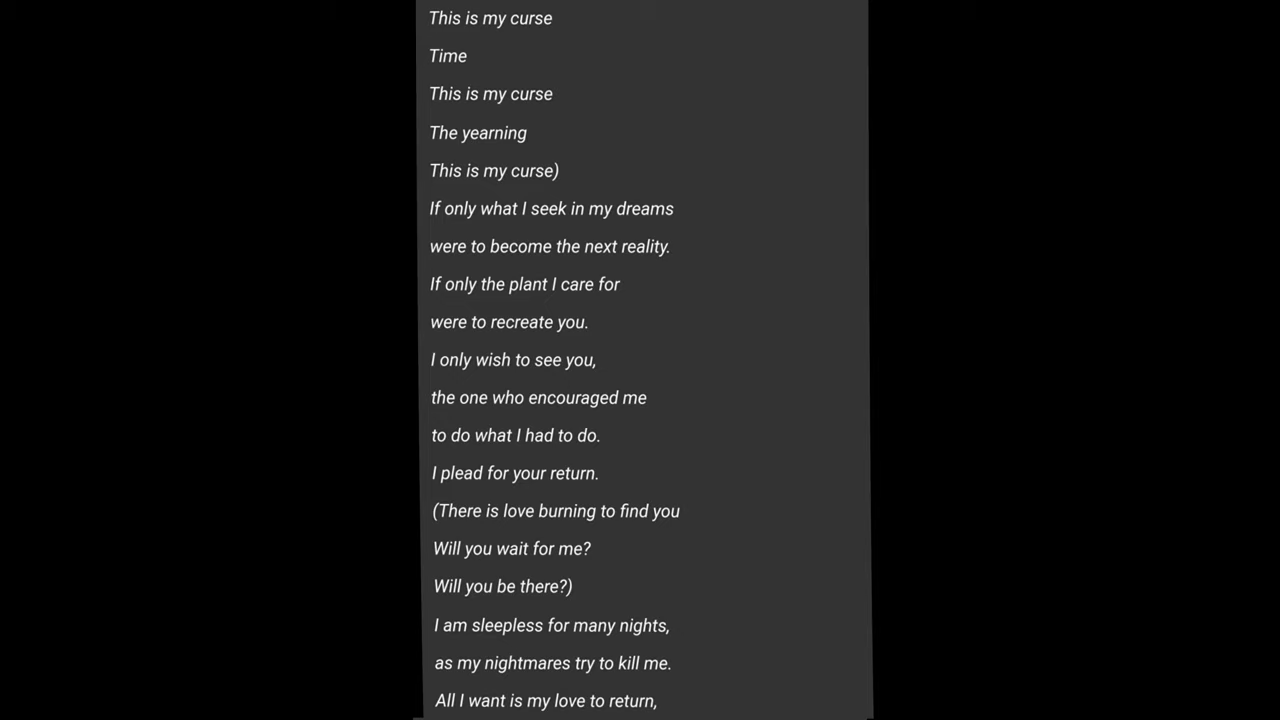 This is my curse
Time
This is my curse
The yearning
This is my curse)
If only what I seek in my dreams
were to become the next reality.
If only the plant I care for
were to recreate you.
I only wish to see you,
the one who encouraged me
to do what I had to do.
I plead for your return.
(There is love burning to find you
Will you wait for me?
Will you be there?)
I am sleepless for many nights,
as my nightmares try to kill me.
All I want is my love to return,